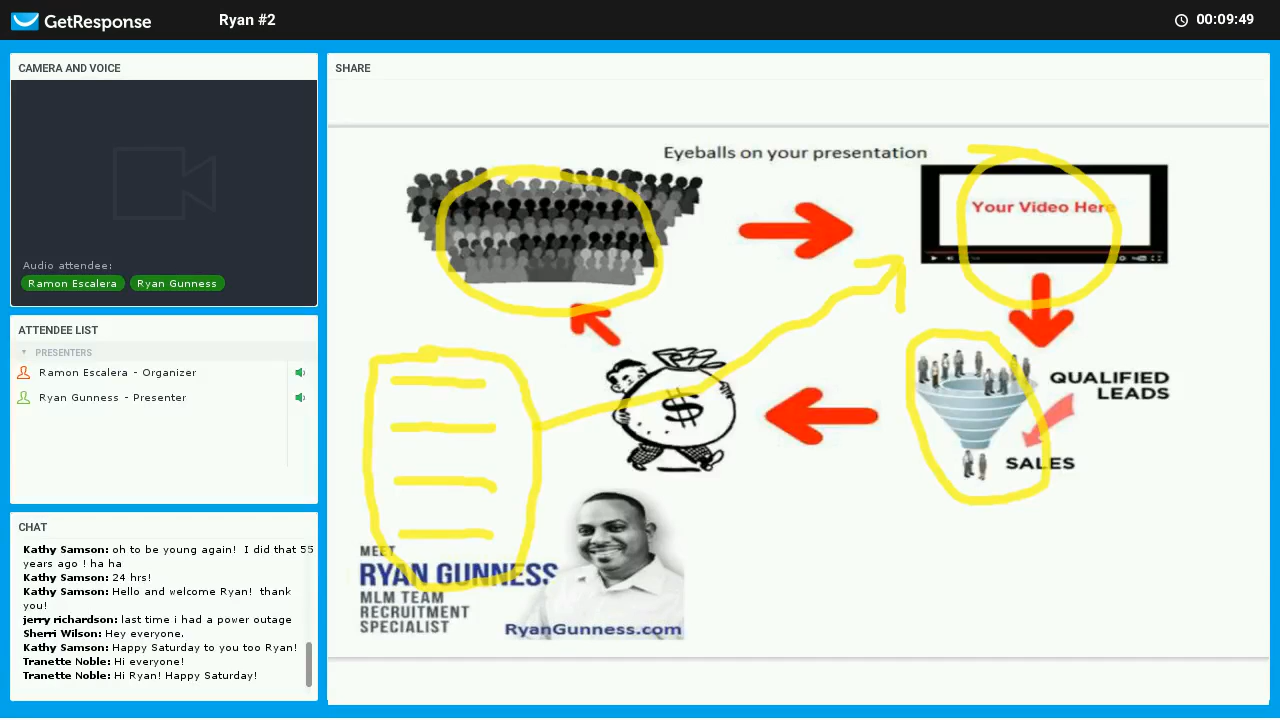 GetResponse
Ryan #2
00:09:49
CAMERA AND VOICE
Audio attendee:
Ramon Escalera
Ryan Gunness
ATTENDEE LIST
PRESENTERS
Ramon Escalera - Organizer
Ryan Gunness - Presenter
CHAT
Kathy Samson: oh to be young again! I did that 55
years ago ! ha ha
Kathy Samson: 24 hrs!
Kathy Samson: Hello and welcome Ryan! thank
you!
jerry richardson: last time i had a power outage
Sherri Wilson: Hey everyone.
Kathy Samson: Happy Saturday to you too Ryan!
Tranette Noble: Hi everyone!
Tranette Noble: Hi Ryan! Happy Saturday!
SHARE
Eyeballs on your presentation
Your Video Here
QUALIFIED
LEADS
SALES
$
MEET
RYAN GUNNESS
MLM TEAM
RECRUITMENT
SPECIALIST
RyanGunness.com